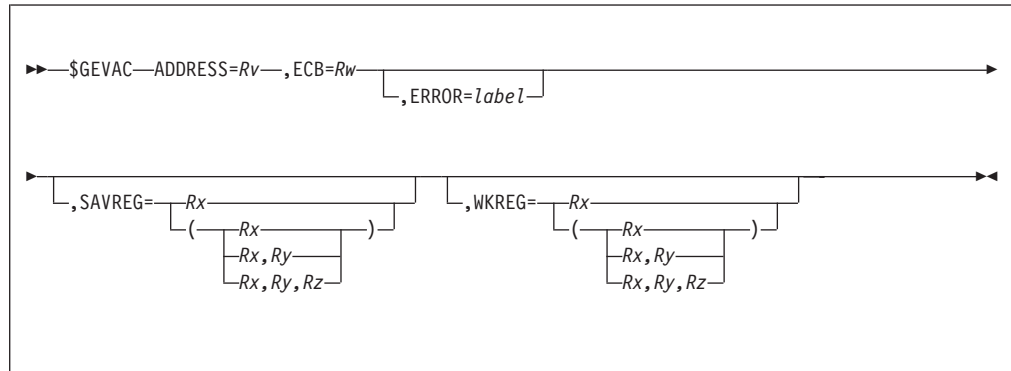 $GEVAC ADDRESS=Rv ,ECB=Rw
,ERROR=label
,SAVREG= Rx ,WKREG= Rx
( Rx ) ( Rx )
Rx,Ry Rx,Ry
Rx,Ry,Rz Rx,Ry,Rz